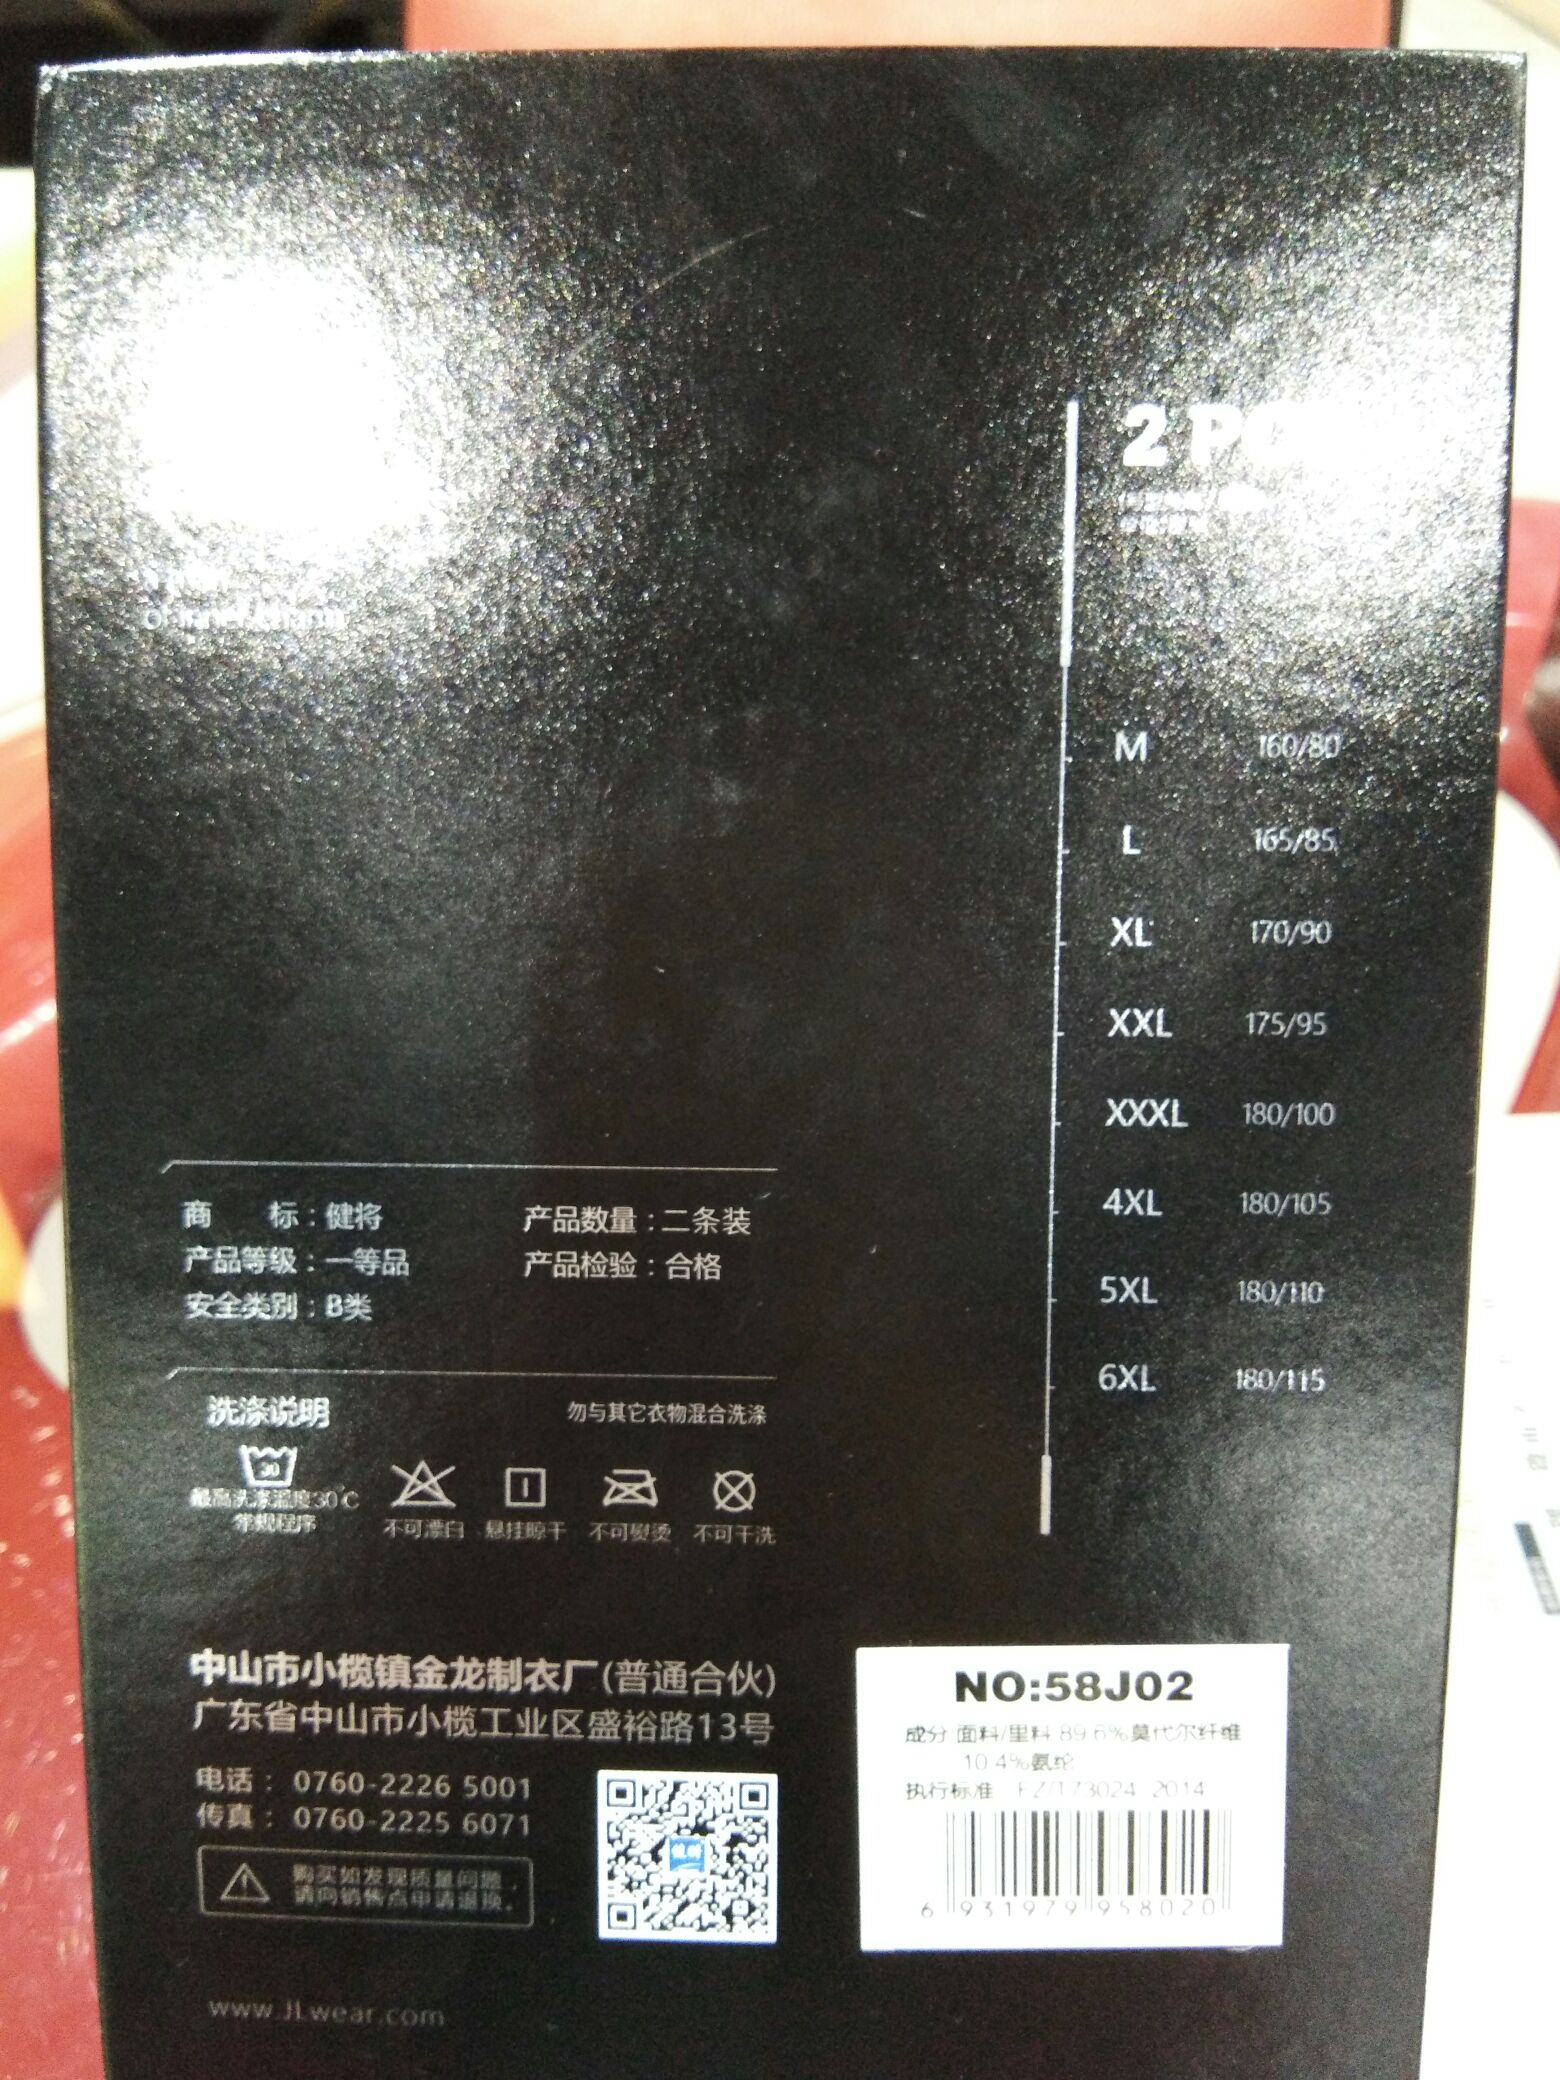 2 PC
M 160/80
L 165/85
XL 170/90
XXL 175/95
XXXL 180/100
4XL 180/105
5XL 180/110
6XL 180/115
商 标：健将 产品数量：二条装
产品等级：一等品 产品检验：合格
安全类别：B类
洗涤说明 勿与其它衣物混合洗涤
30
最高洗涤温度30℃
常规程序
不可漂白 悬挂晾干 不可熨烫 不可干洗
中山市小榄镇金龙制衣厂(普通合伙)
广东省中山市小榄工业区盛裕路13号
电话： 0760-2226 5001
传真： 0760-2225 6071
购买如发现质量问题，
请向销售点申请退换。
健将
www.JLwear.com
NO:58J02
成分 面料/里料 89.6%莫代尔纤维
10.4%氨纶
执行标准 FZ/T73024 2014
6 931979 958020